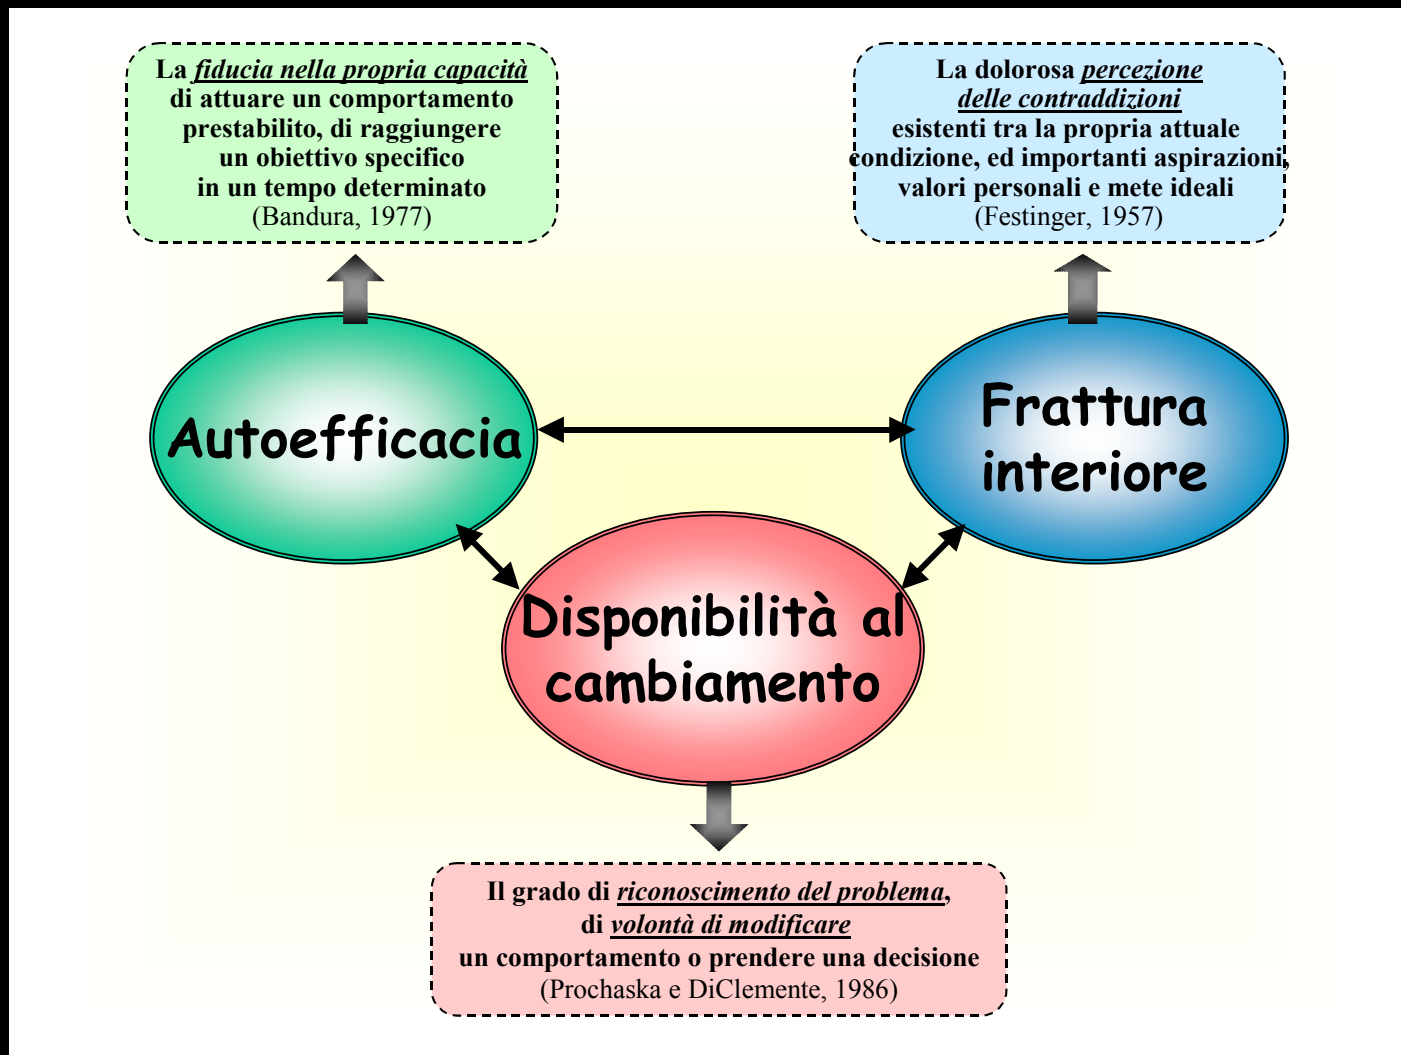 La fiducia nella propria capacità
di attuare un comportamento
prestabilito, di raggiungere
un obiettivo specifico
in un tempo determinato
(Bandura, 1977)
La dolorosa percezione
delle contraddizioni
esistenti tra la propria attuale
condizione, ed importanti aspirazioni,
valori personali e mete ideali
(Festinger, 1957)
Autoefficacia
Frattura
interiore
Disponibilità al
cambiamento
Il grado di riconoscimento del problema,
di volontà di modificare
un comportamento o prendere una decisione
(Prochaska e DiClemente, 1986)